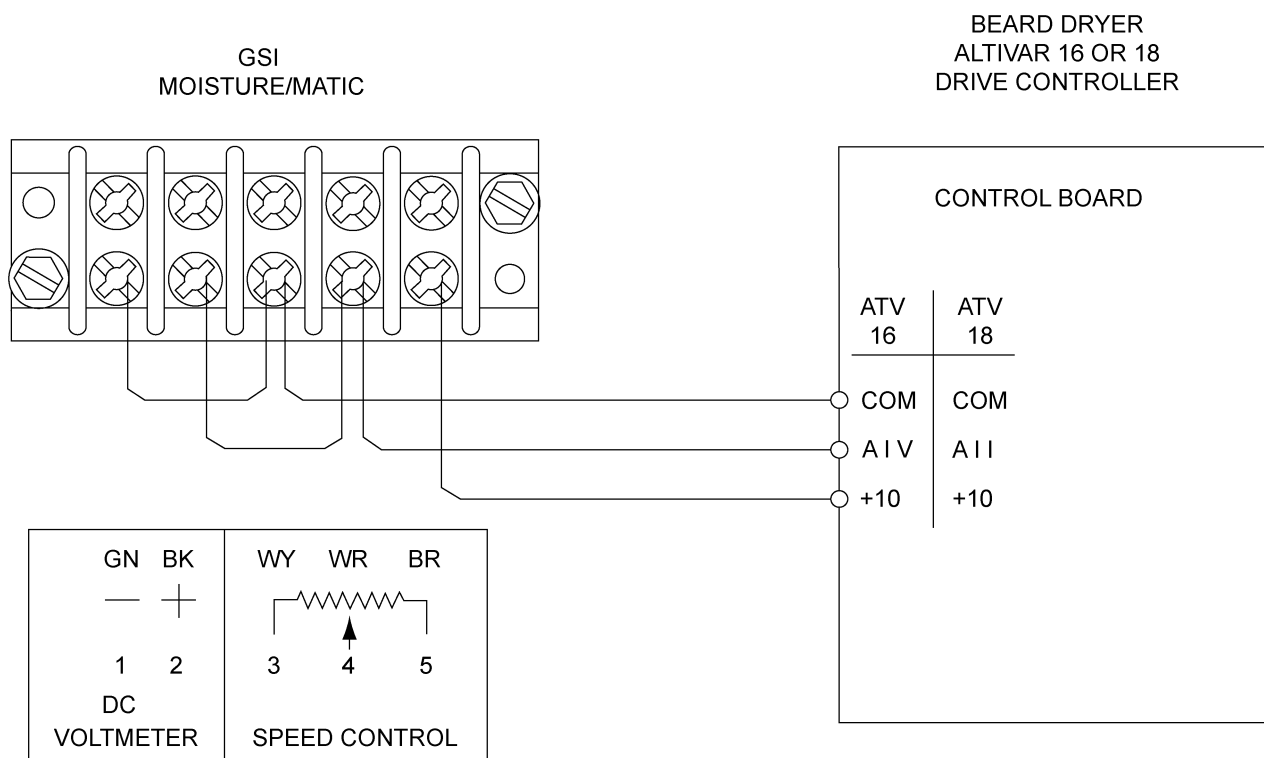 GSI
MOISTURE/MATIC
BEARD DRYER
ALTIVAR 16 OR 18
DRIVE CONTROLLER
CONTROL BOARD
ATV ATV
16 18
COM COM
A I V A I I
+10 +10
GN BK WY WR BR
— +
1 2 3 4 5
DC
VOLTMETER SPEED CONTROL